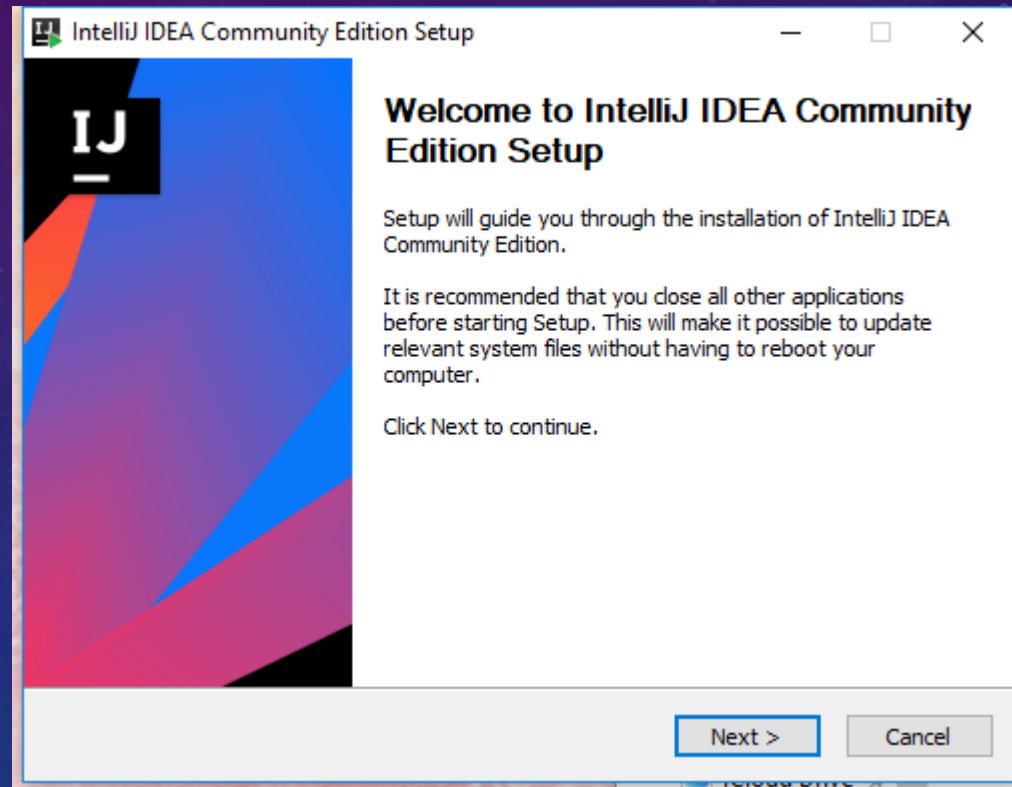 IntelliJ IDEA Community Edition Setup
IJ
Welcome to IntelliJ IDEA Community
Edition Setup
Setup will guide you through the installation of IntelliJ IDEA
Community Edition.
It is recommended that you close all other applications
before starting Setup. This will make it possible to update
relevant system files without having to reboot your
computer.
Click Next to continue.
Next >
Cancel